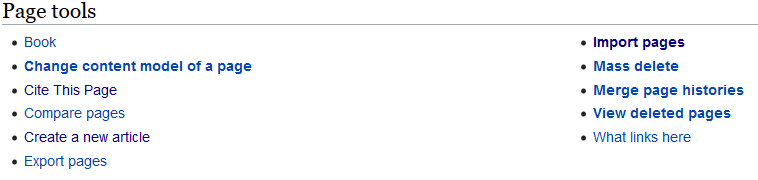 Page tools
Book
Change content model of a page
Cite This Page
Compare pages
Create a new article
Export pages
Import pages
Mass delete
Merge page histories
View deleted pages
What links here